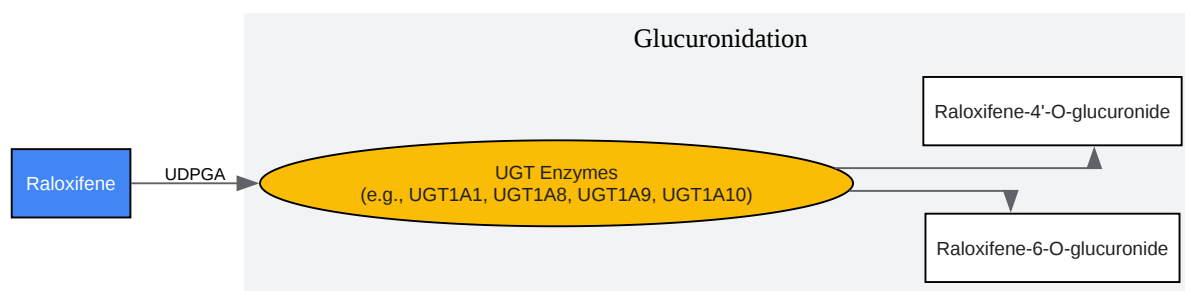 Glucuronidation
Raloxifene
UDPGA
UGT Enzymes
(e.g., UGT1A1, UGT1A8, UGT1A9, UGT1A10)
Raloxifene-4'-O-glucuronide
Raloxifene-6-O-glucuronide